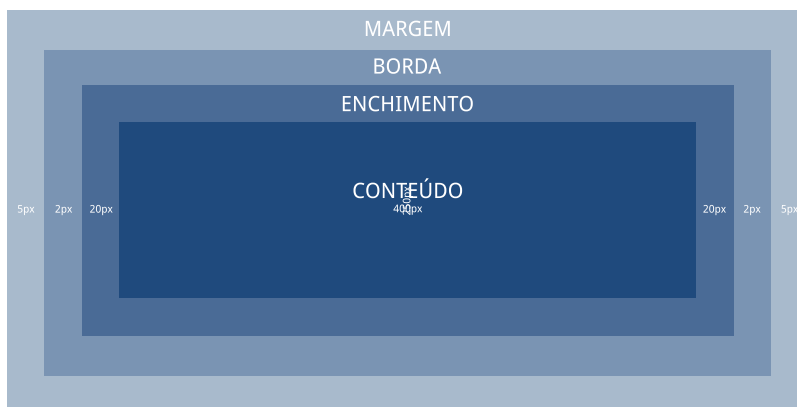 MARGEM
BORDA
ENCHIMENTO
CONTEÚDO
5px 2px 20px 400px 20px 2px 5px